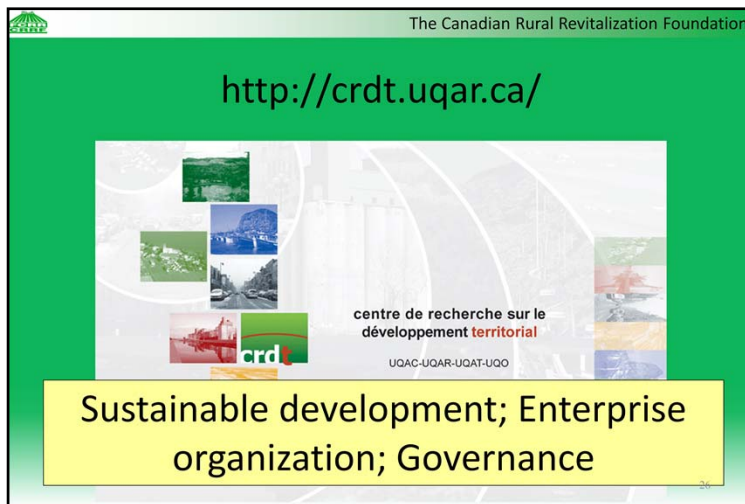 The Canadian Rural Revitalization Foundation
http://crdt.uqar.ca/
centre de recherche sur le
développement territorial
crdt
UQAC-UQAR-UQAT-UQO
Sustainable development; Enterprise
organization; Governance
26